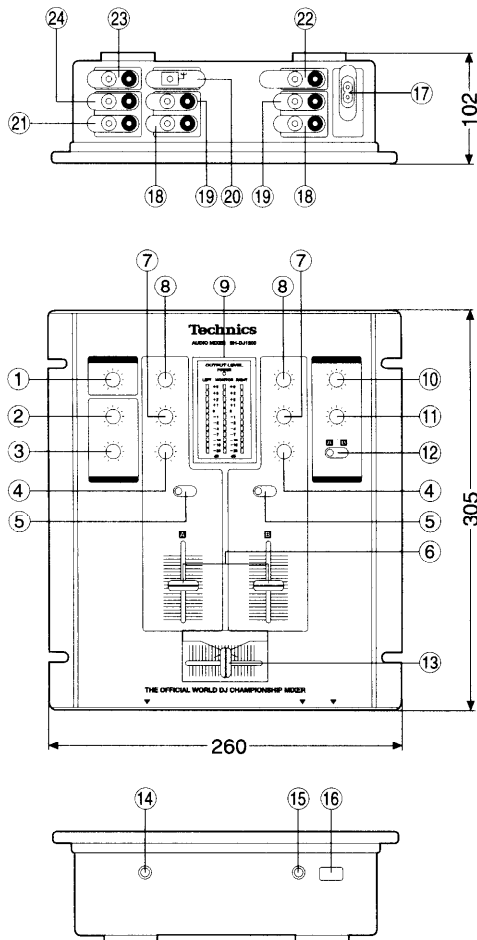 24 23 22
17
21
18 19 20 19 18
102
7 7
8 9 8
Technics
AUDIO MIXER SH-DJ1200
OUTPUT LEVEL
POWER
LEFT MONITOR RIGHT
1 10
2 11
3 12
4 4
5 5
A B
6
13
THE OFFICIAL WORLD DJ CHAMPIONSHIP MIXER
305
260
14 15 16